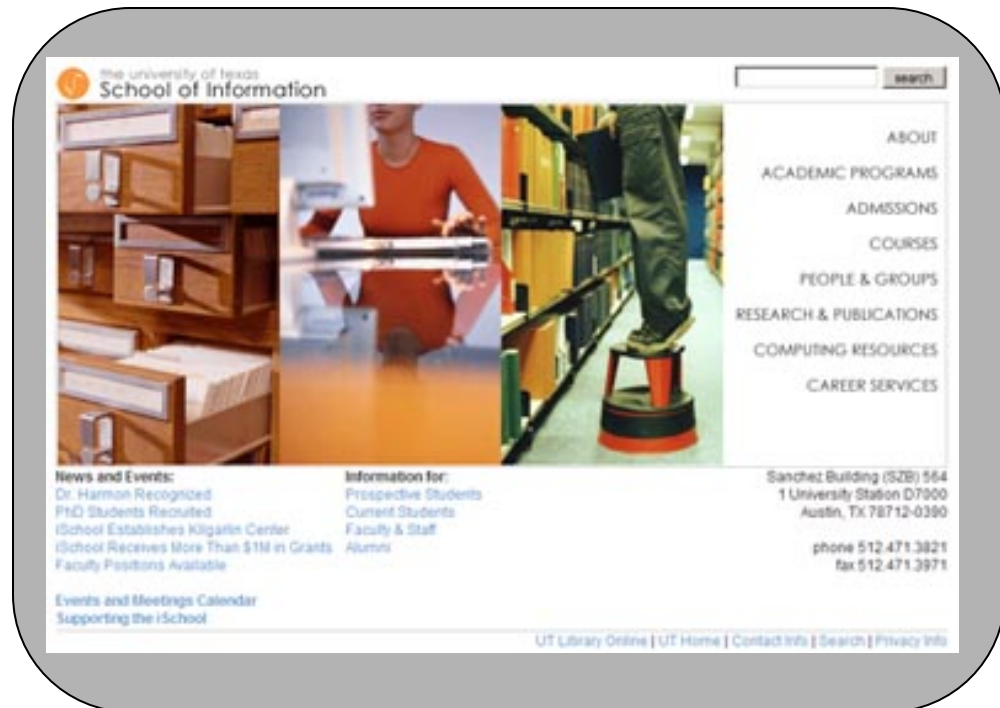 the university of texas
School of Information
search
ABOUT
ACADEMIC PROGRAMS
ADMISSIONS
COURSES
PEOPLE & GROUPS
RESEARCH & PUBLICATIONS
COMPUTING RESOURCES
CAREER SERVICES
News and Events:
Dr. Harmon Recognized
PhD Students Recruited
iSchool Establishes Kilgarlin Center
iSchool Receives More Than $1M in Grants
Faculty Positions Available
Events and Meetings Calendar
Supporting the iSchool
Information for:
Prospective Students
Current Students
Faculty & Staff
Alumni
Sanchez Building (SZB) 564
1 University Station D7000
Austin, TX 78712-0390
phone 512.471.3821
fax 512.471.3971
UT Library Online | UT Home | Contact Info | Search | Privacy Info